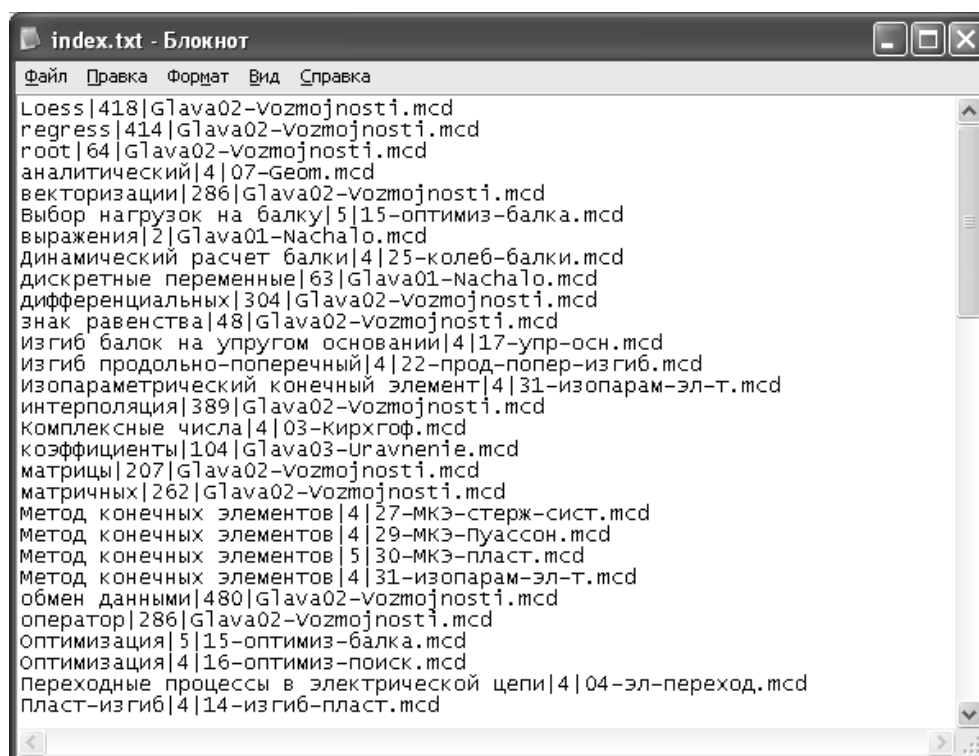 index.txt - Блокнот
Файл Правка Формат Вид Справка
Loess|418|Glava02-Vozmojnosti.mcd
regress|414|Glava02-Vozmojnosti.mcd
root|64|Glava02-Vozmojnosti.mcd
аналитический|4|07-Geom.mcd
векторизации|286|Glava02-Vozmojnosti.mcd
Выбор нагрузок на балку|5|15-оптимиз-балка.mcd
выражения|2|Glava01-Nachalo.mcd
Динамический расчет балки|4|25-колеб-балки.mcd
дискретные переменные|63|Glava01-Nachalo.mcd
дифференциальных|304|Glava02-Vozmojnosti.mcd
знак равенства|48|Glava02-Vozmojnosti.mcd
Изгиб балок на упругом оснований|4|17-упр-осн.mcd
Изгиб продольно-поперечный|4|22-прод-попер-изгиб.mcd
Изопараметрический конечный элемент|4|31-изопарам-эл-т.mcd
интерполяция|389|Glava02-Vozmojnosti.mcd
Комплексные числа|4|03-Кирхгоф.mcd
коэффициенты|104|Glava03-Uravnenie.mcd
матрицы|207|Glava02-Vozmojnosti.mcd
матричных|262|Glava02-Vozmojnosti.mcd
Метод конечных элементов|4|27-МКЭ-стерж-сист.mcd
Метод конечных элементов|4|29-МКЭ-Пуассон.mcd
Метод конечных элементов|5|30-МКЭ-пласт.mcd
Метод конечных элементов|4|31-изопарам-эл-т.mcd
обмен данными|480|Glava02-Vozmojnosti.mcd
оператор|286|Glava02-Vozmojnosti.mcd
Оптимизация|5|15-оптимиз-балка.mcd
Оптимизация|4|16-оптимиз-поиск.mcd
Переходные процессы в электрической цепи|4|04-эл-переход.mcd
Пласт-изгиб|4|14-изгиб-пласт.mcd